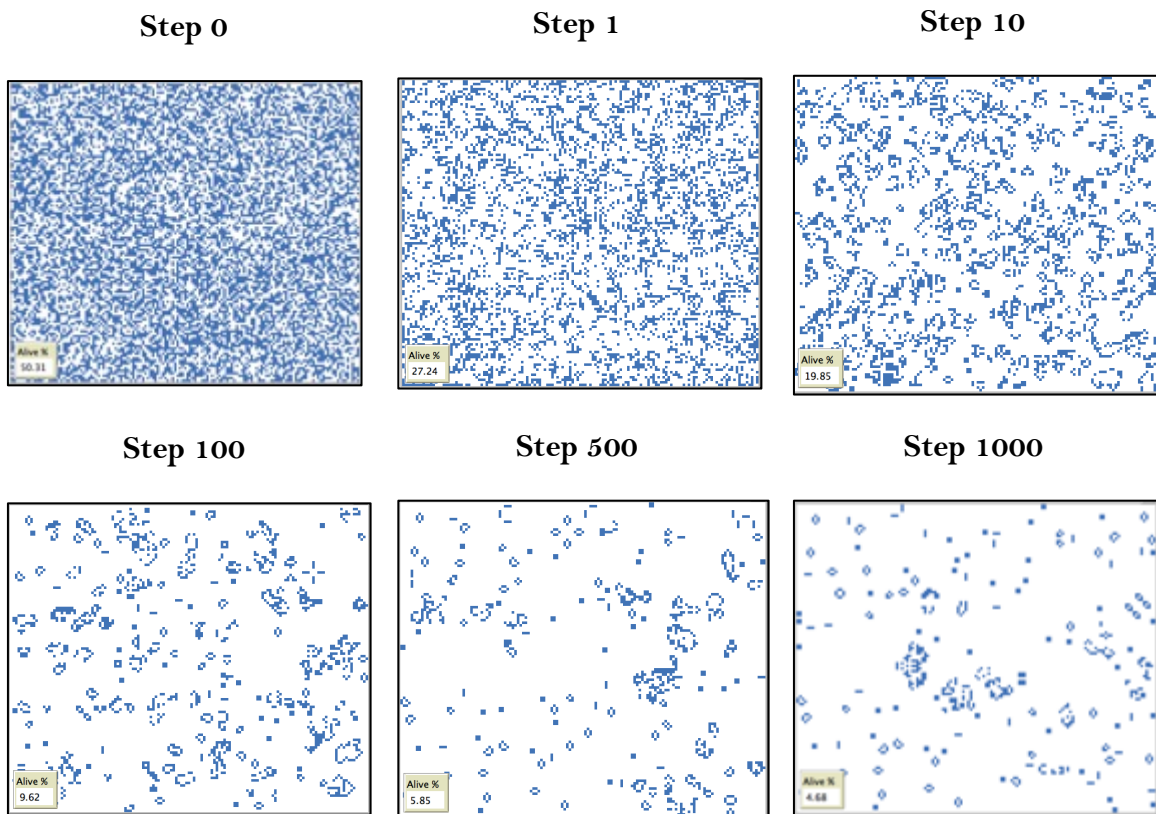 Step 0
Step 1
Step 10
Alive %
50.31
Alive %
27.24
Alive %
19.85
Step 100
Step 500
Step 1000
Alive %
9.62
Alive %
5.85
Alive %
4.68